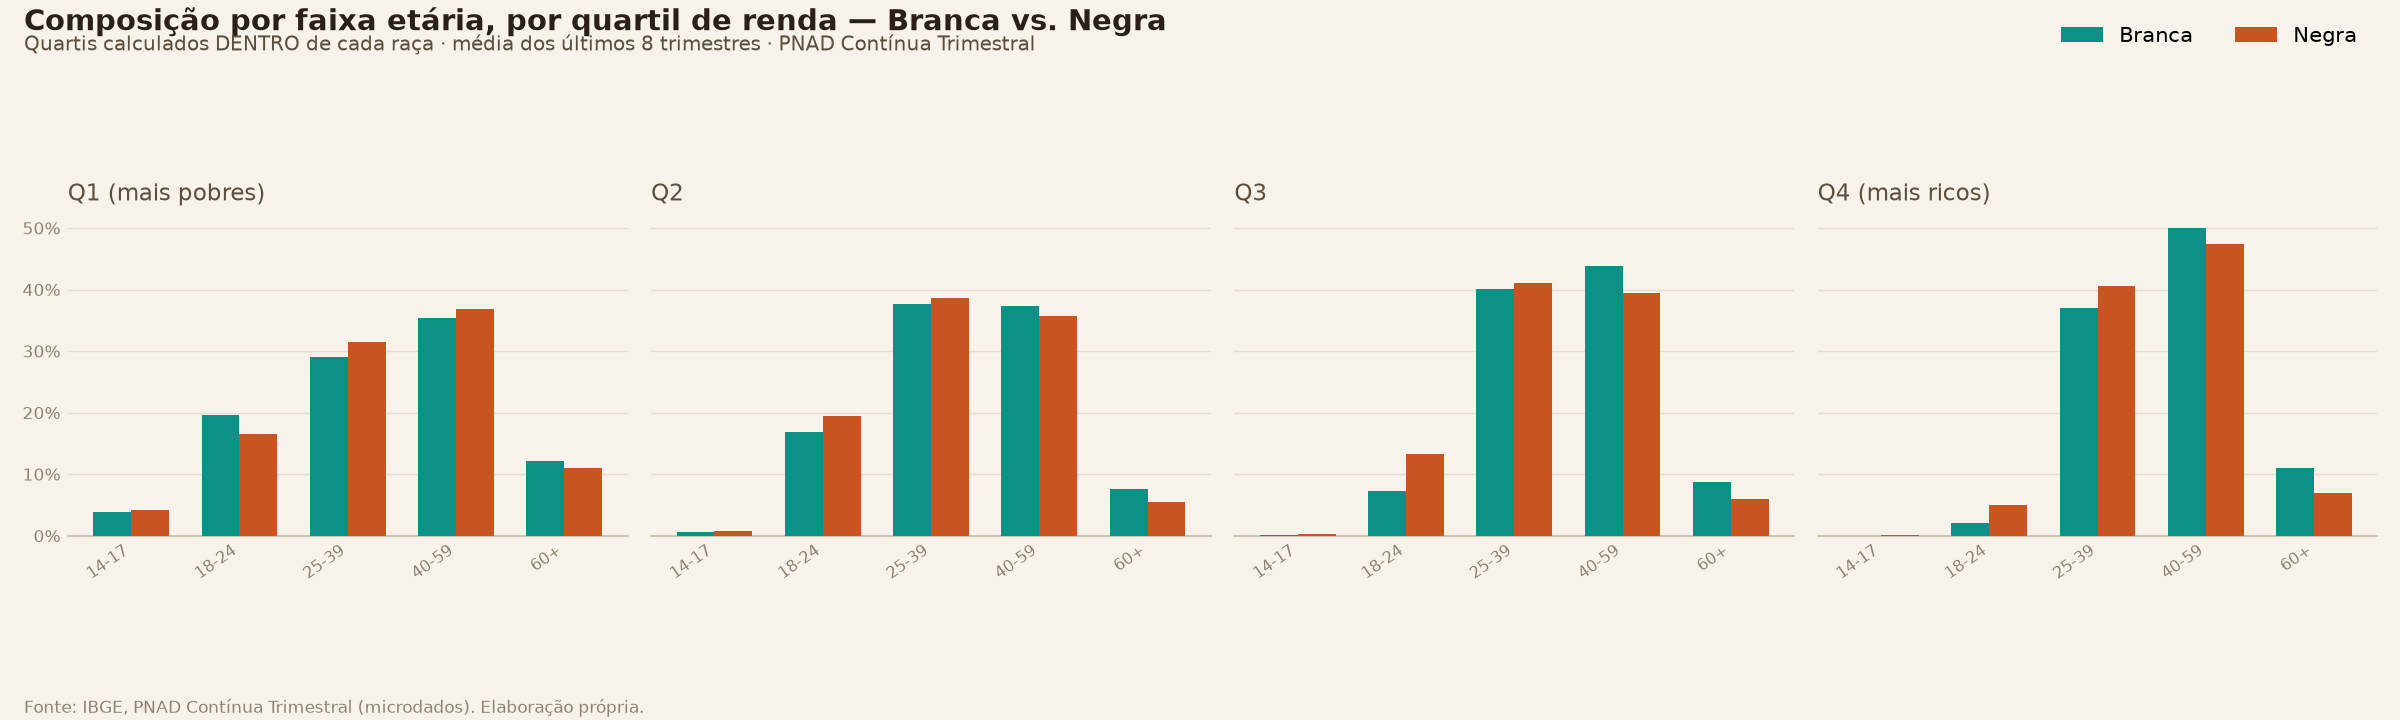 Composição por faixa etária, por quartil de renda — Branca vs. Negra
Quartis calculados DENTRO de cada raça · média dos últimos 8 trimestres · PNAD Contínua Trimestral
Branca Negra
Q1 (mais pobres)
50%
40%
30%
20%
10%
0%
14-17 18-24 25-39 40-59 60+
Q2
14-17 18-24 25-39 40-59 60+
Q3
14-17 18-24 25-39 40-59 60+
Q4 (mais ricos)
14-17 18-24 25-39 40-59 60+
Fonte: IBGE, PNAD Contínua Trimestral (microdados). Elaboração própria.